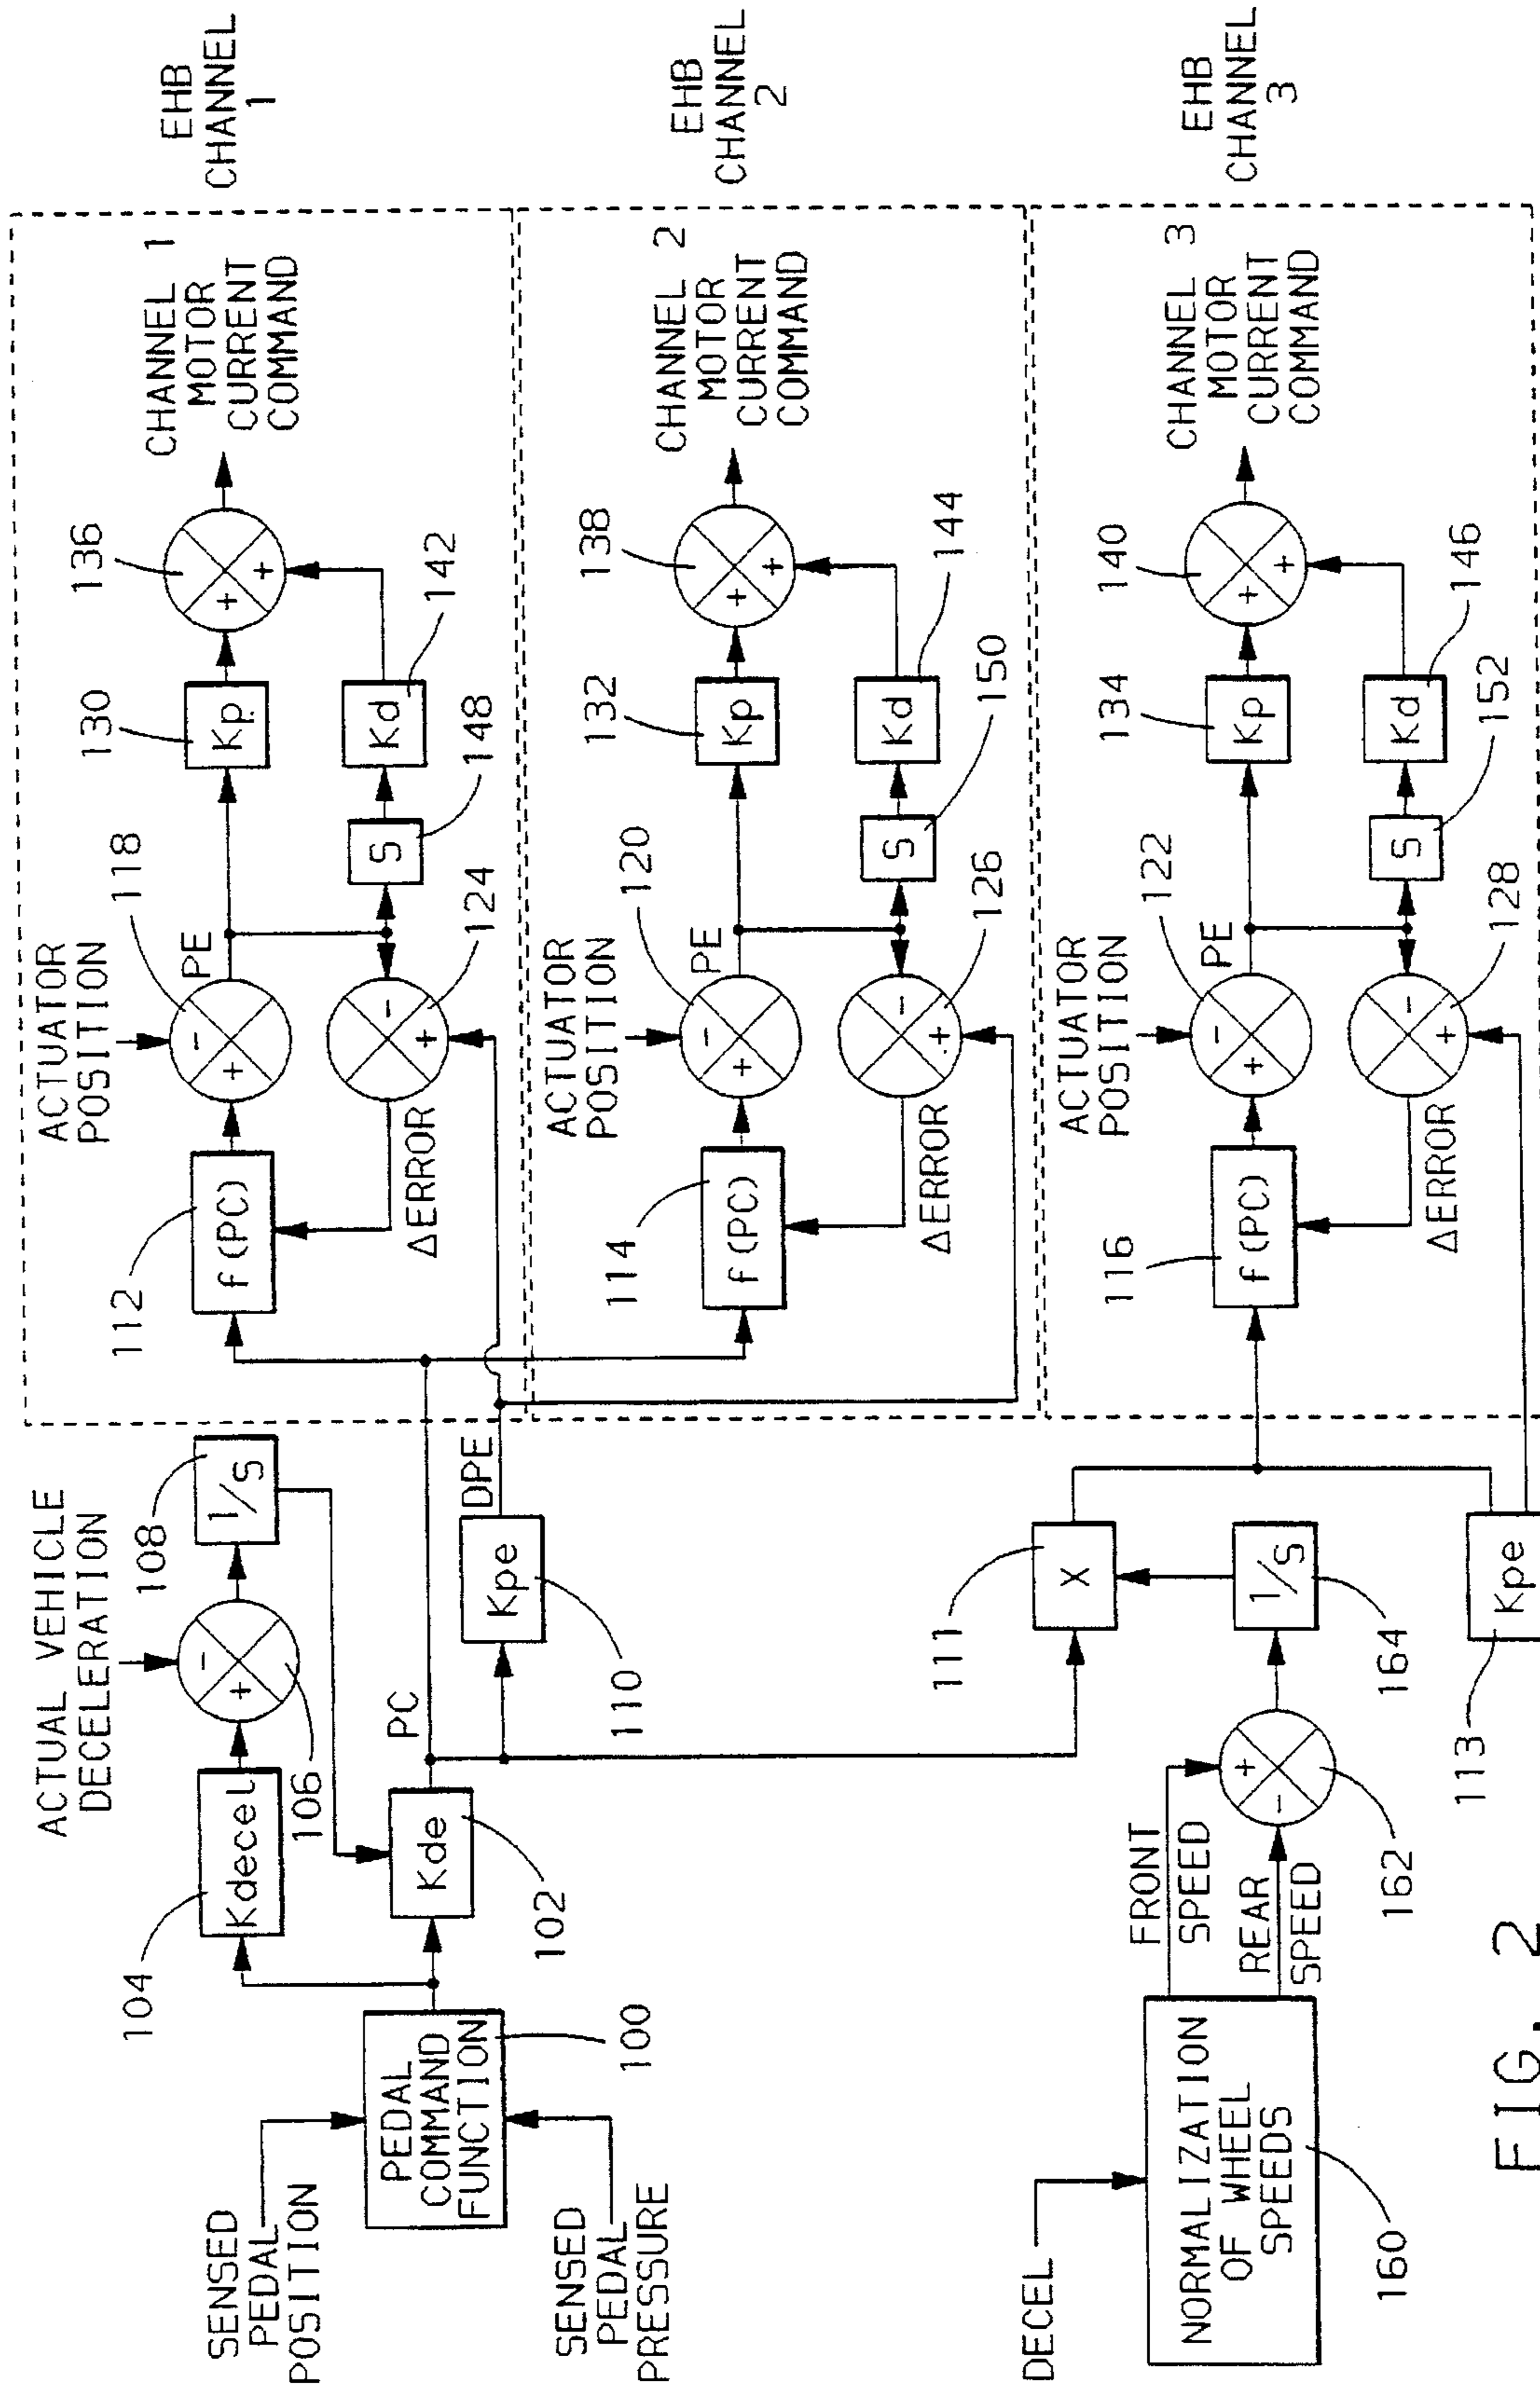 SENSED
PEDAL
POSITION
SENSED
PEDAL
PRESSURE
PEDAL
COMMAND
FUNCTION
100
104
Kdecel
ACTUAL VEHICLE
DECELERATION
-
+
106
108
1/S
Kde
102
PC
Kpe
110
DPE
DECEL
NORMALIZATION
OF WHEEL
SPEEDS
160
FRONT
SPEED
REAR
SPEED
+
-
162
1/S
164
X
111
Kpe
113
112
f(PC)
ACTUATOR
POSITION
-
+
118
PE
-
+
124
ΔERROR
130
Kp
S
148
Kd
142
+
+
136
CHANNEL 1
MOTOR
CURRENT
COMMAND
EHB
CHANNEL
1
114
f(PC)
ACTUATOR
POSITION
-
+
120
PE
-
+
126
ΔERROR
132
Kp
S
150
Kd
144
+
+
138
CHANNEL 2
MOTOR
CURRENT
COMMAND
EHB
CHANNEL
2
116
f(PC)
ACTUATOR
POSITION
-
+
122
PE
-
+
128
ΔERROR
134
Kp
S
152
Kd
146
+
+
140
CHANNEL 3
MOTOR
CURRENT
COMMAND
EHB
CHANNEL
3
FIG. 2